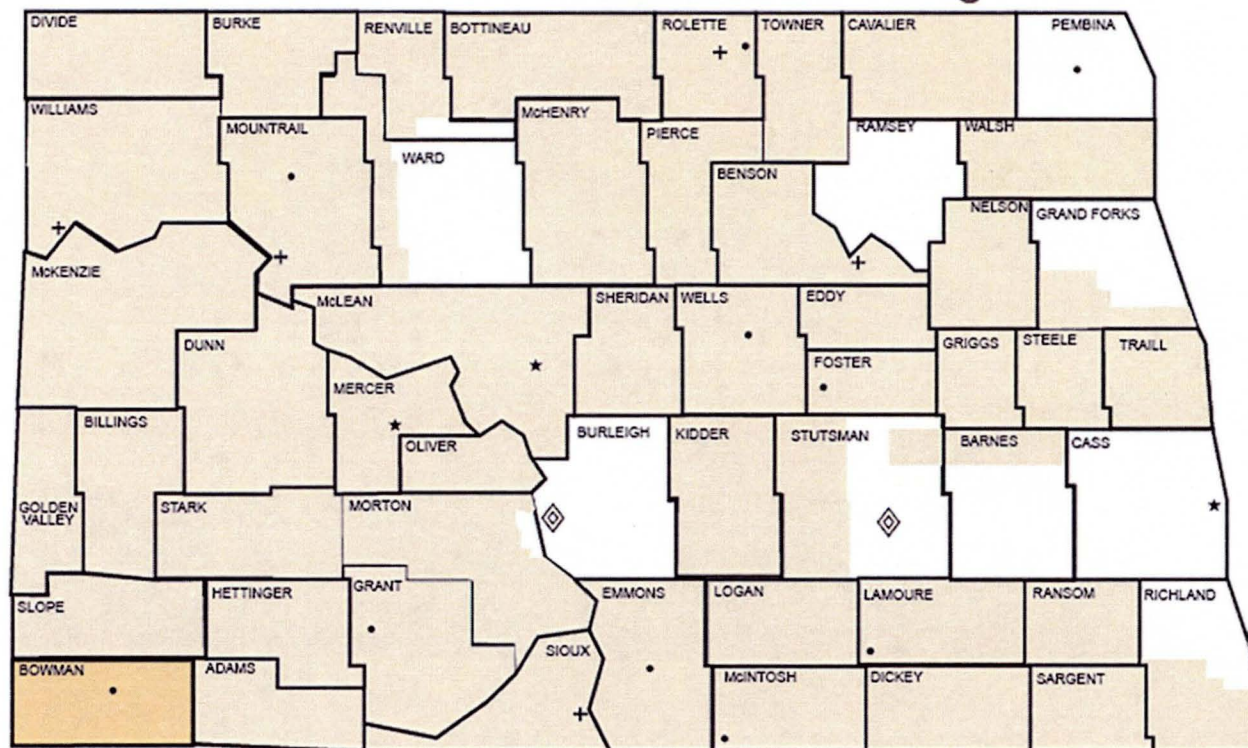 DIVIDE
BURKE
RENVILLE
BOTTINEAU
ROLETTE
TOWNER
CAVALIER
PEMBINA
WILLIAMS
MOUNTRAIL
WARD
McHENRY
PIERCE
BENSON
RAMSEY
WALSH
NELSON
GRAND FORKS
McKENZIE
DUNN
McLEAN
MERCER
OLIVER
SHERIDAN
WELLS
EDDY
FOSTER
GRIGGS
STEELE
TRAILL
GOLDEN
VALLEY
BILLINGS
STARK
MORTON
BURLEIGH
KIDDER
STUTSMAN
BARNES
CASS
SLOPE
HETTINGER
GRANT
SIOUX
EMMONS
LOGAN
LAMOURE
RANSOM
RICHLAND
BOWMAN
ADAMS
McINTOSH
DICKEY
SARGENT